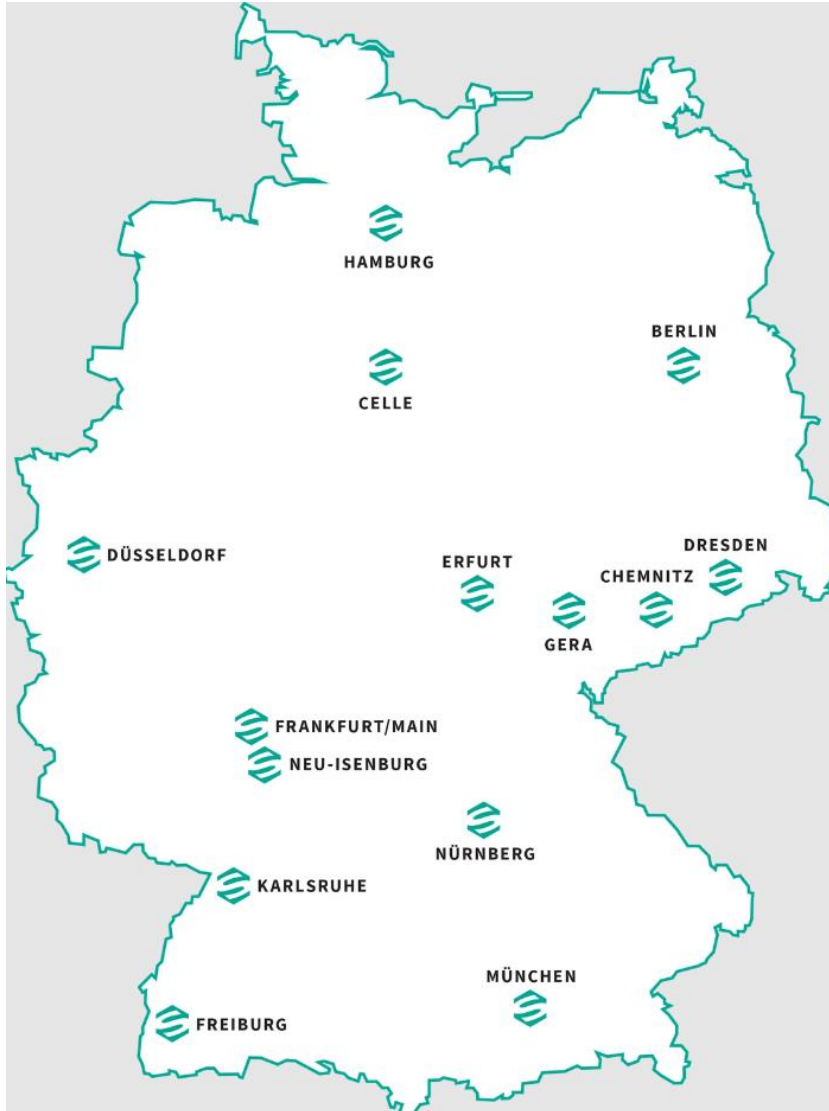 HAMBURG
BERLIN
CELLE
DÜSSELDORF
ERFURT
DRESDEN
CHEMNITZ
GERA
FRANKFURT/MAIN
NEU-ISENBURG
NÜRNBERG
KARLSRUHE
MÜNCHEN
FREIBURG